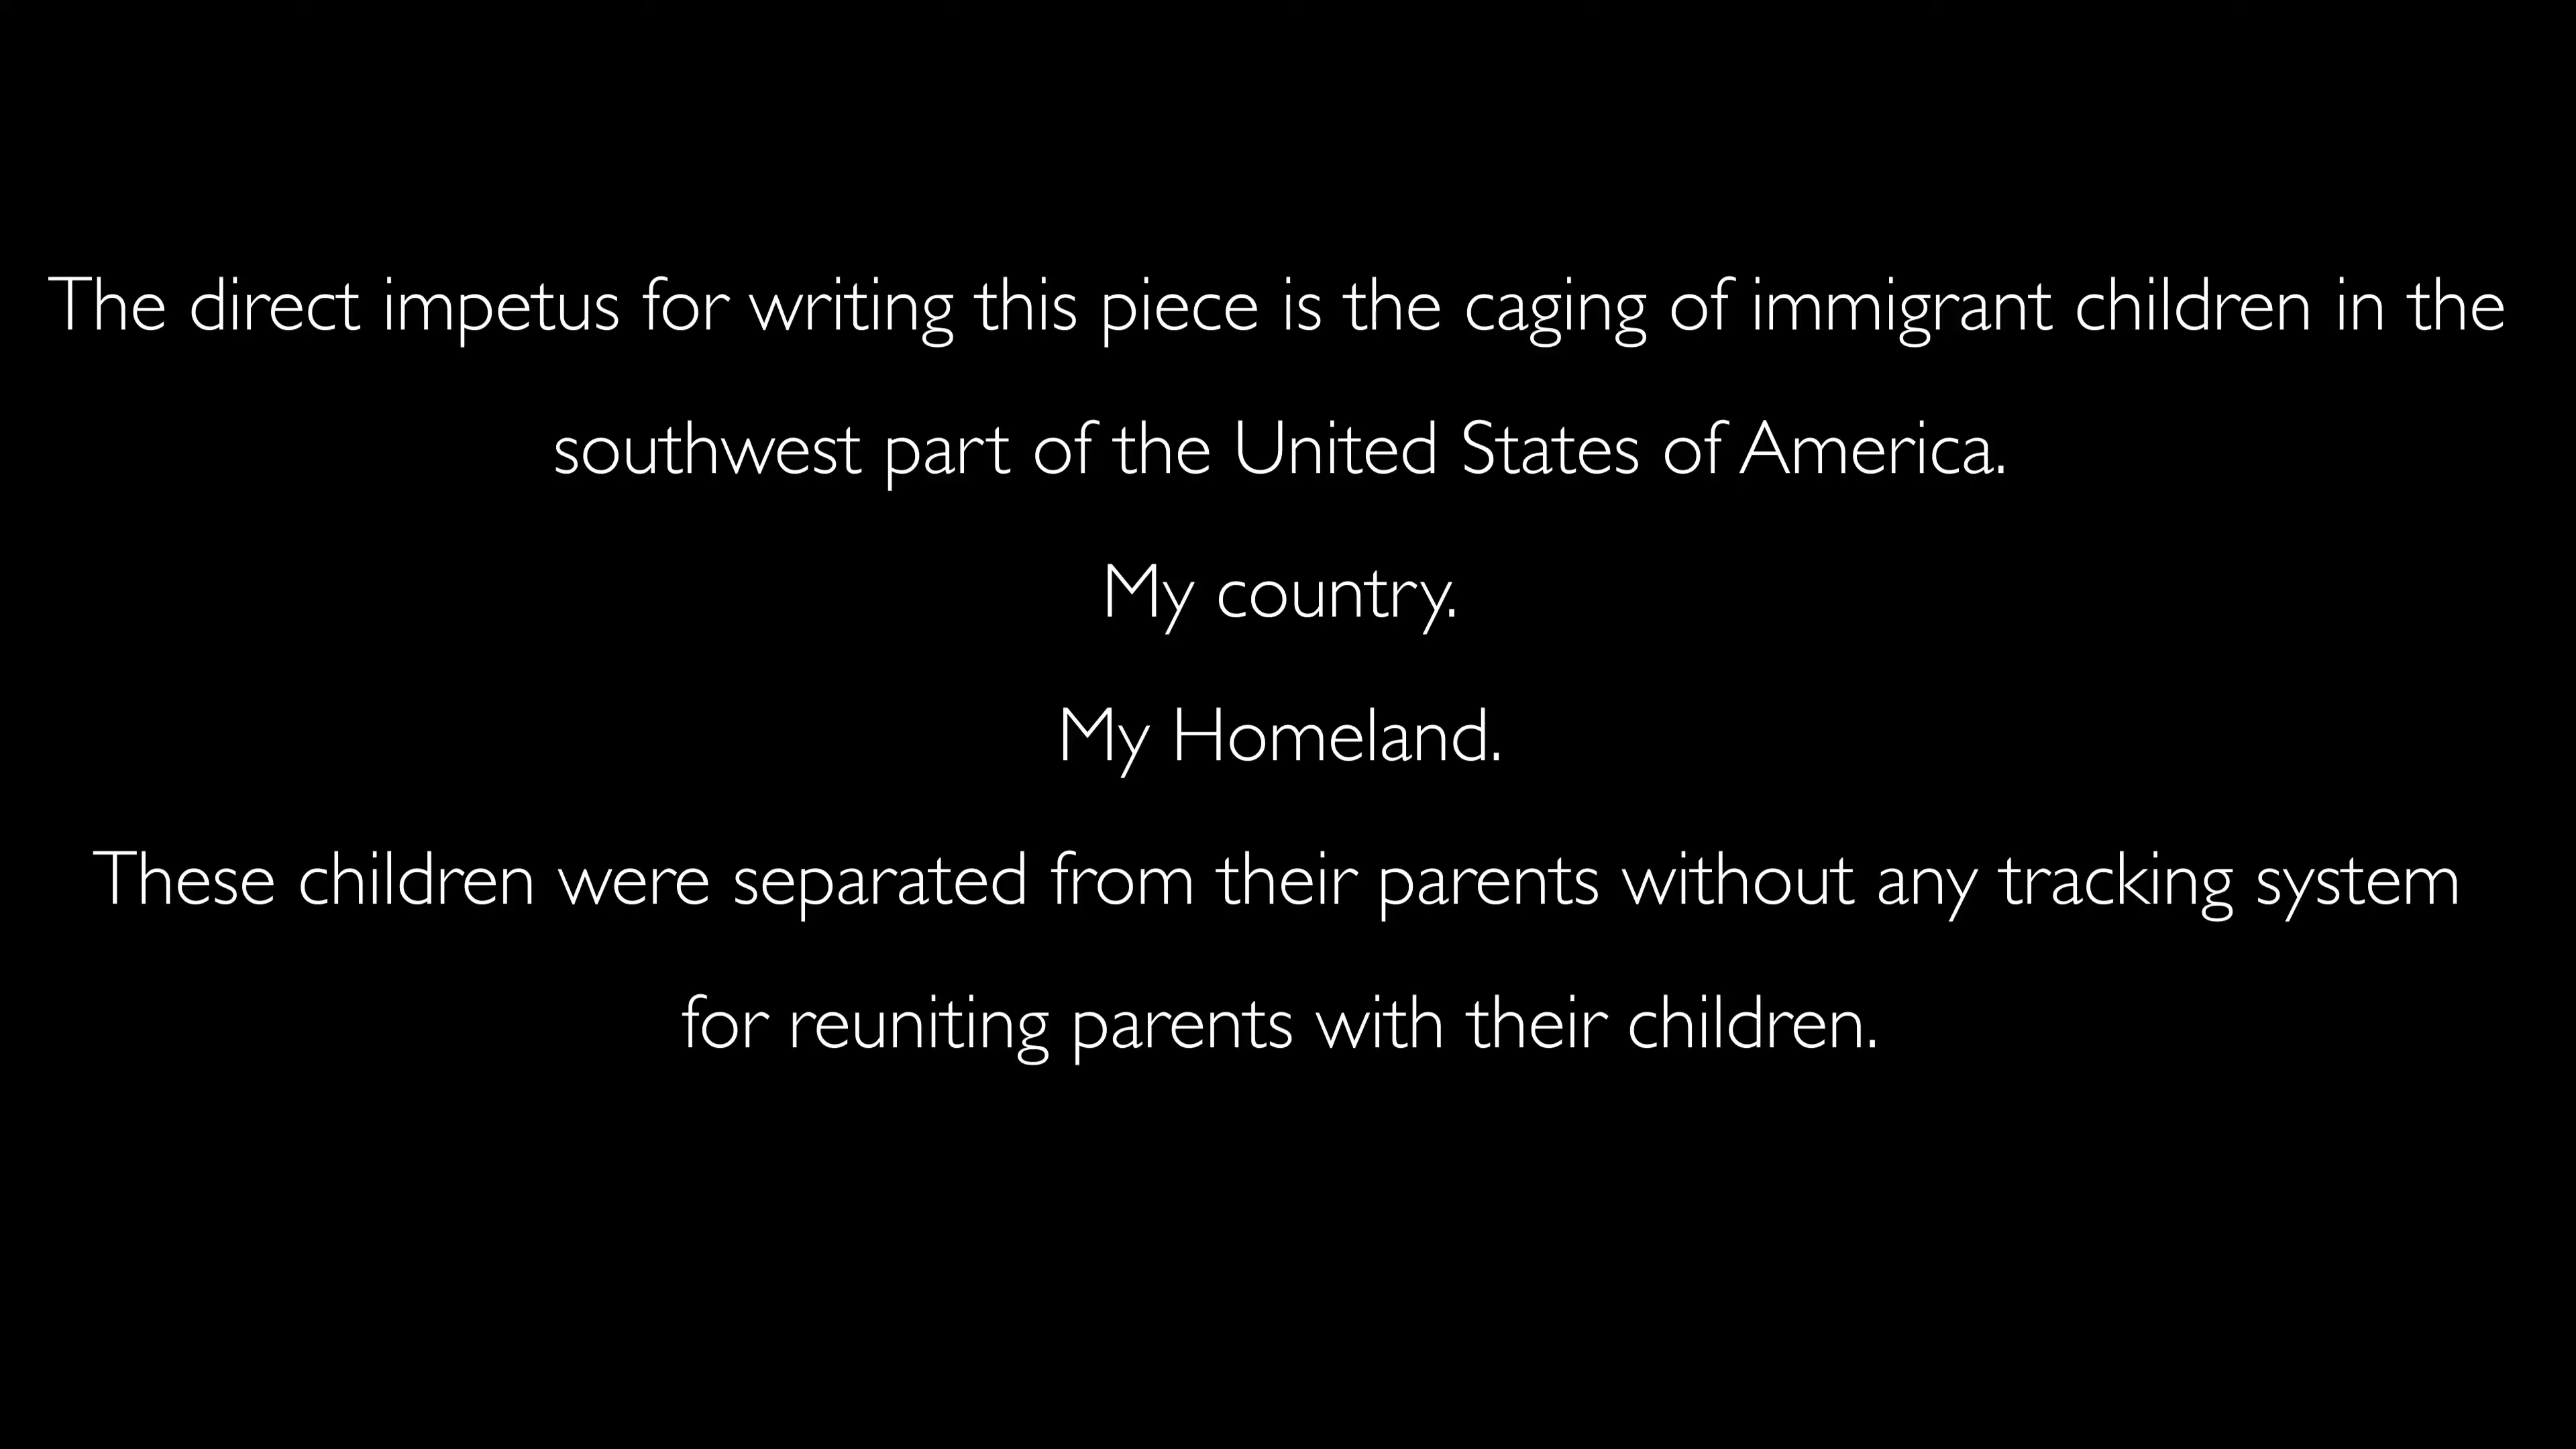 The direct impetus for writing this piece is the caging of immigrant children in the
southwest part of the United States of America.
My country.
My Homeland.
These children were separated from their parents without any tracking system
for reuniting parents with their children.